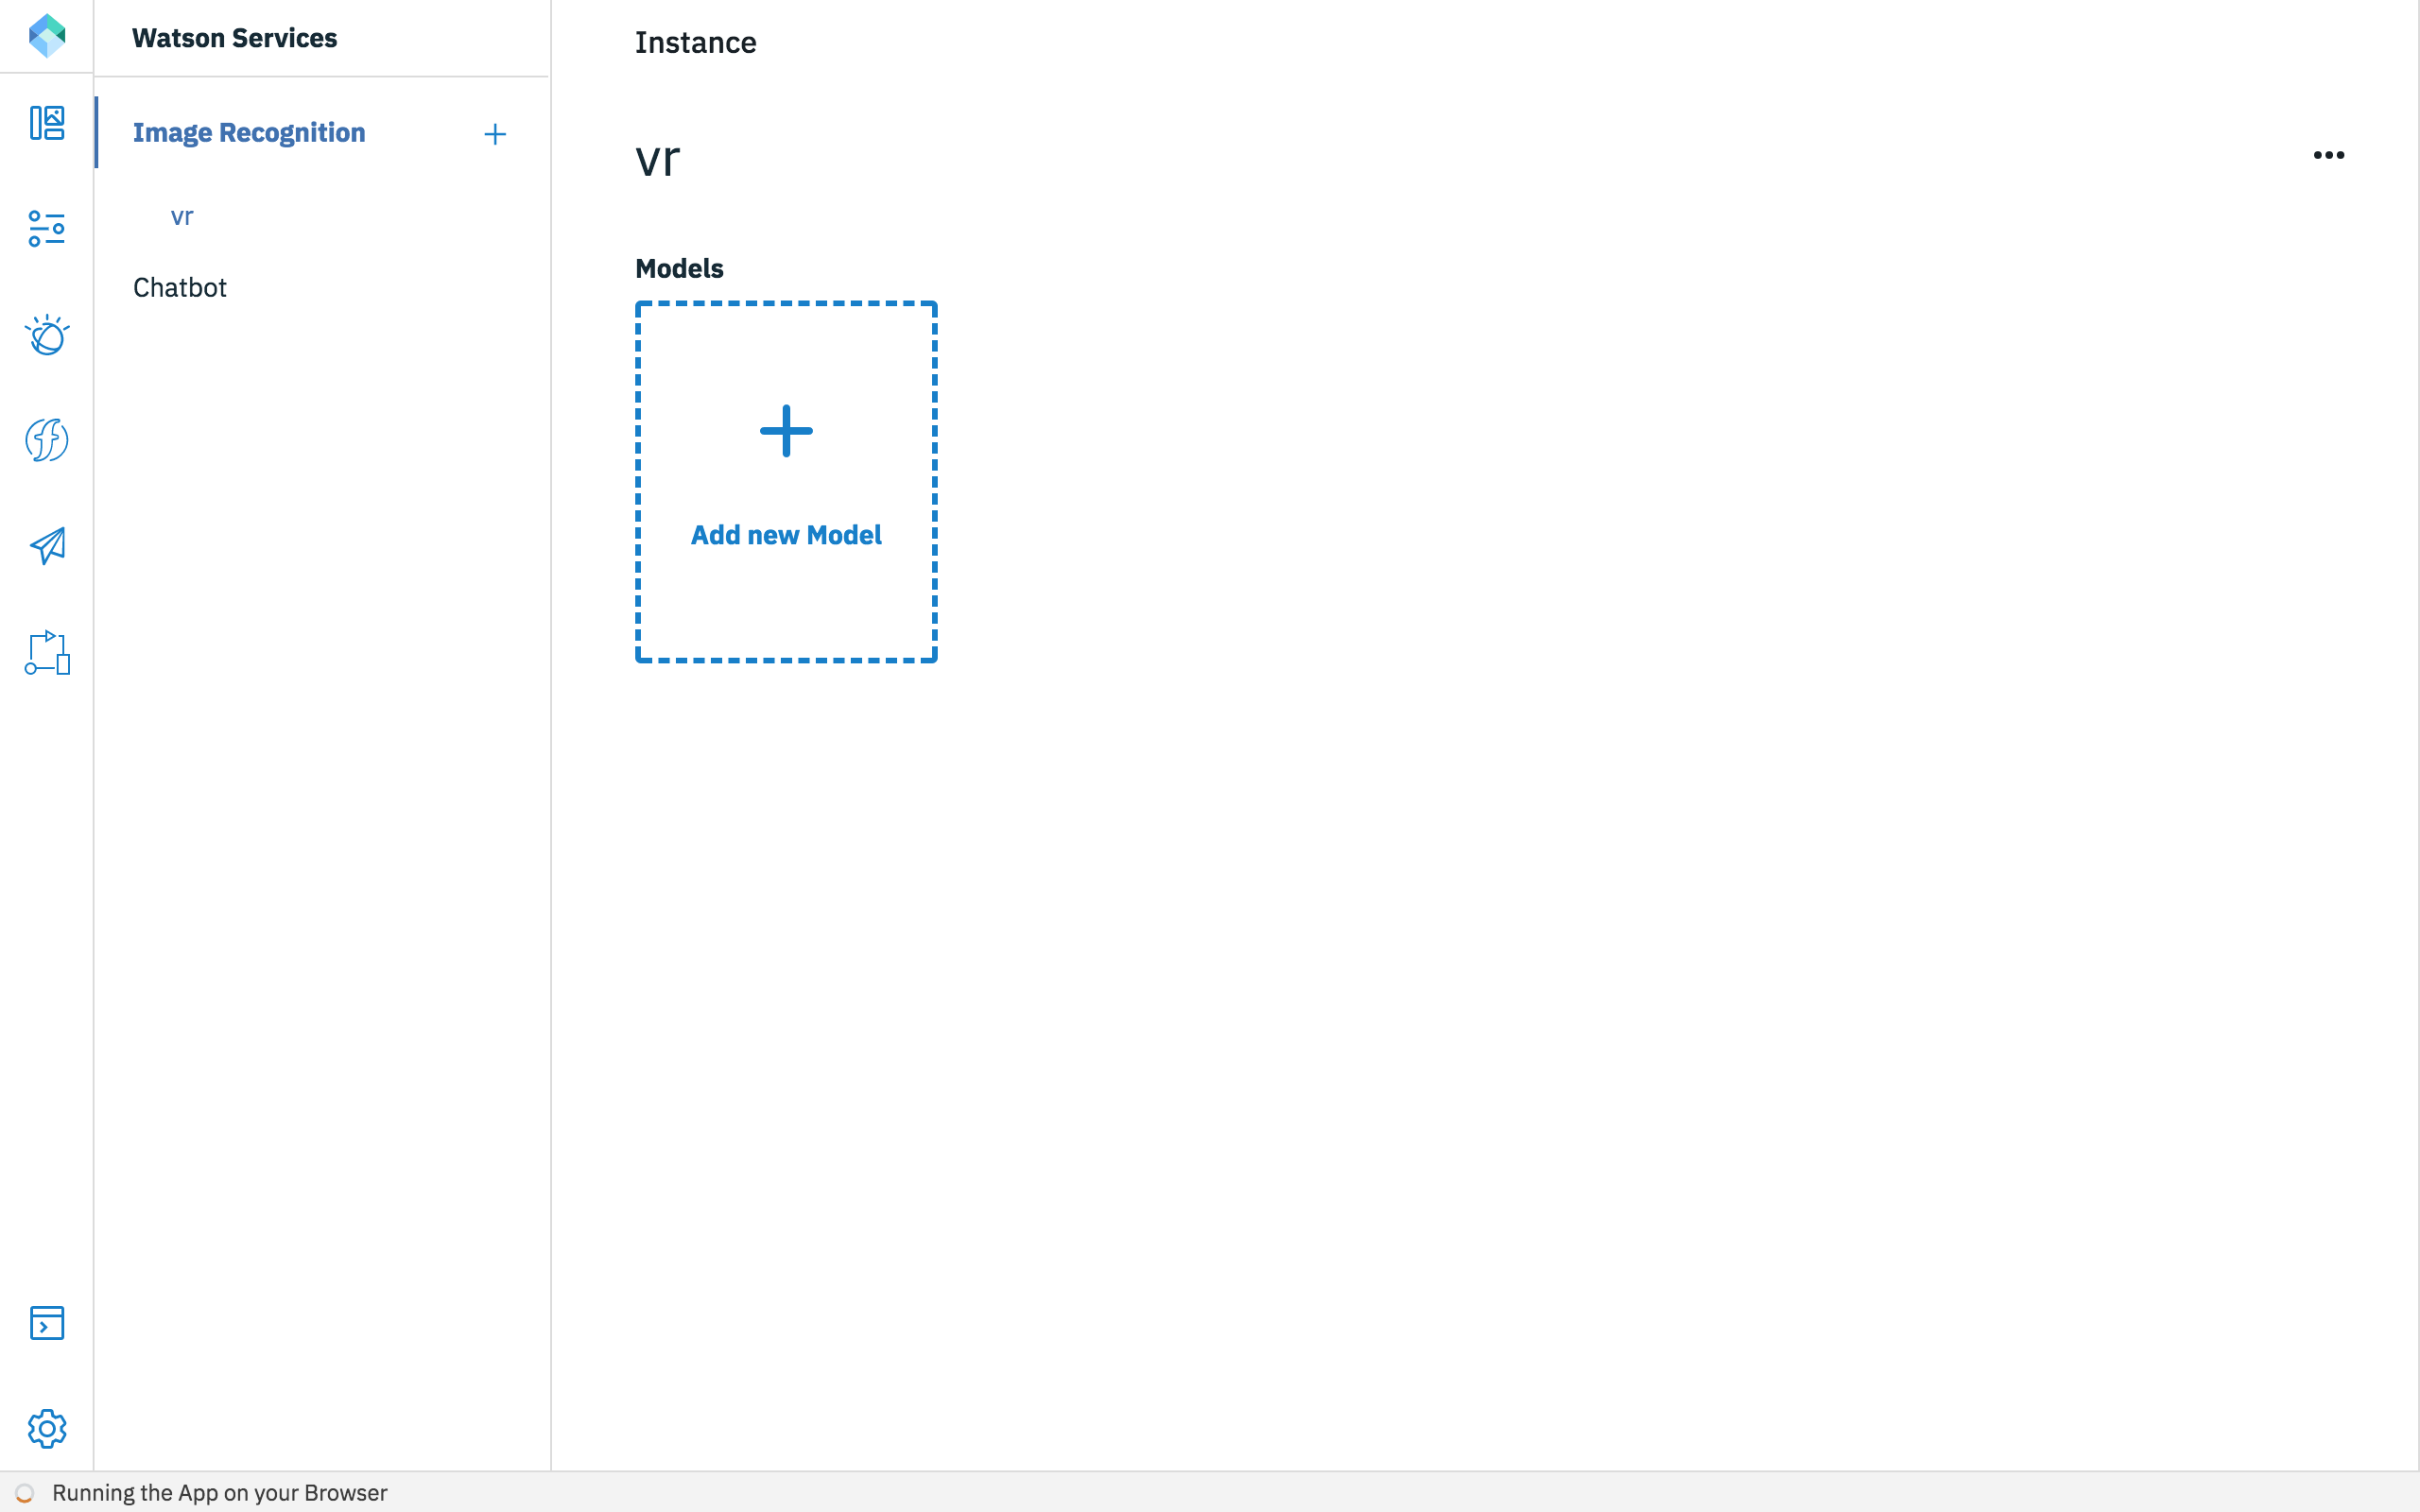 Watson Services
Image Recognition
vr
Chatbot
Instance
vr
Models
Add new Model
Running the App on your Browser